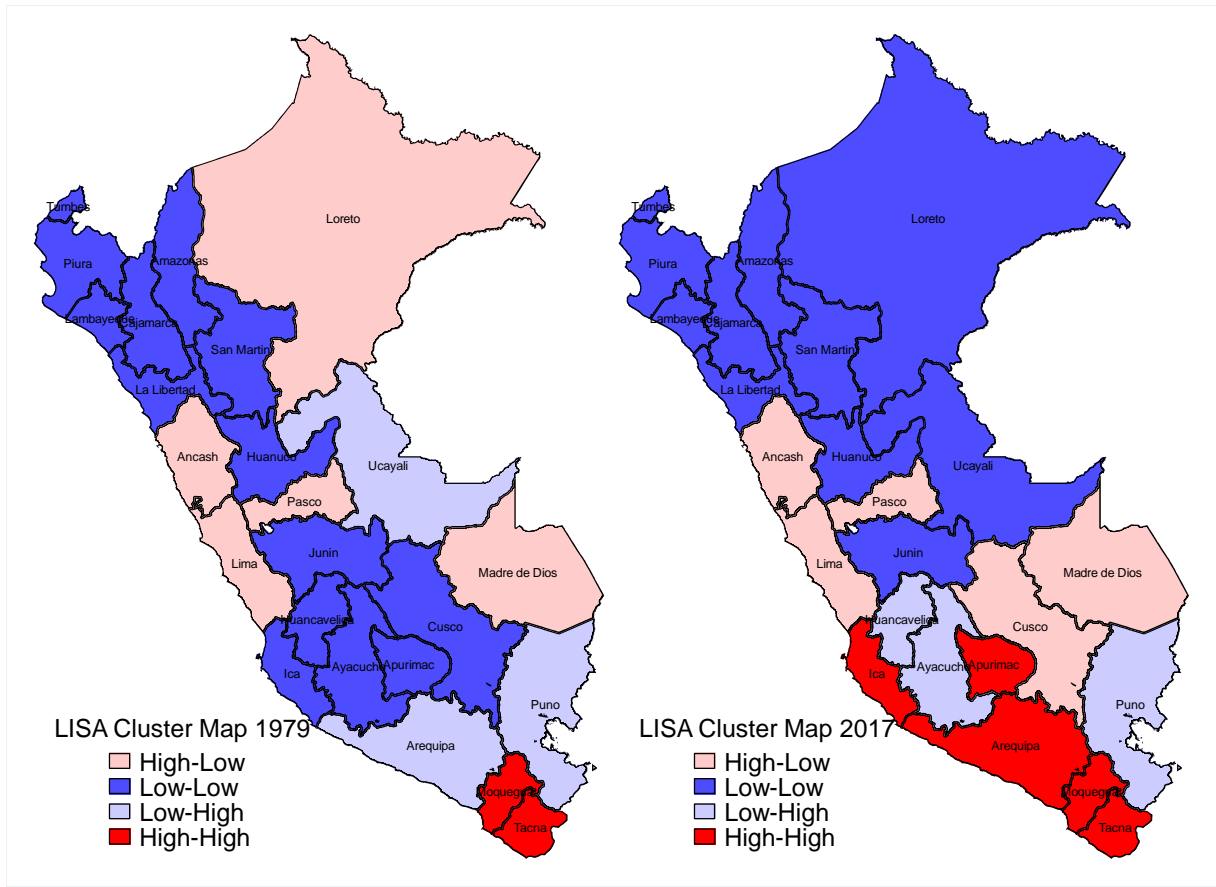 Loreto
Tumbes
Piura
Amazonas
Lambayeque
Cajamarca
San Martin
La Libertad
Ancash
Huanuco
Ucayali
Pasco
Lima
Junin
Madre de Dios
Huancavelica
Cusco
Ica
Ayacucho
Apurimac
Puno
Arequipa
Moquegua
Tacna
LISA Cluster Map 1979
High-Low
Low-Low
Low-High
High-High
Loreto
Tumbes
Piura
Amazonas
Lambayeque
Cajamarca
San Martin
La Libertad
Ancash
Huanuco
Ucayali
Pasco
Lima
Junin
Madre de Dios
Huancavelica
Cusco
Ica
Ayacucho
Apurimac
Puno
Arequipa
Moquegua
Tacna
LISA Cluster Map 2017
High-Low
Low-Low
Low-High
High-High